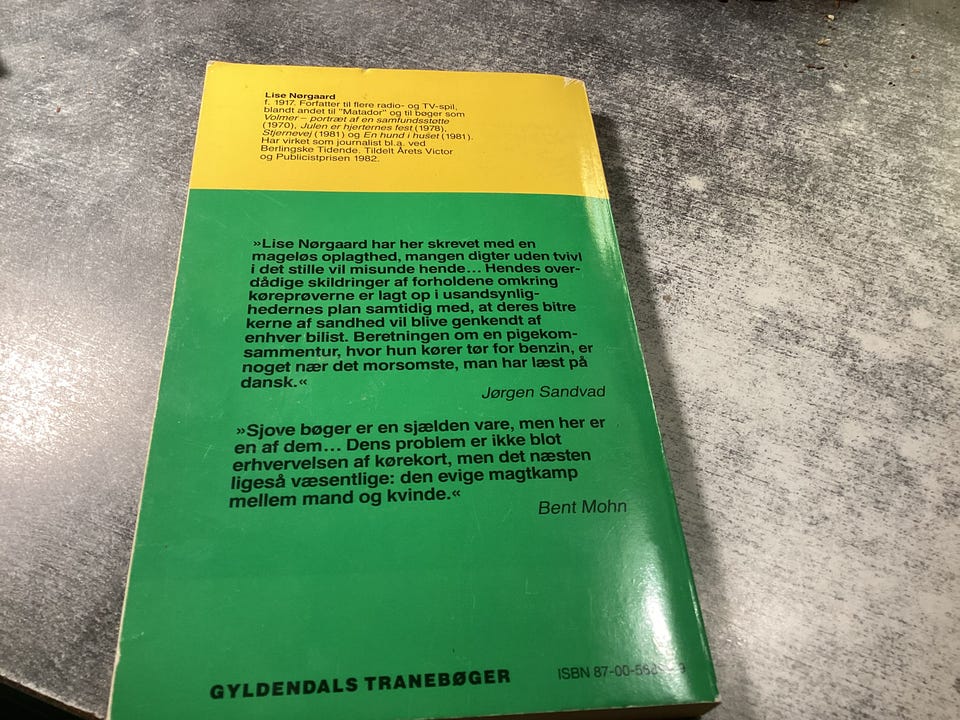 Lise Nørgaard
f. 1917. Forfatter til flere radio- og TV-spil,
blandt andet til "Matador" og til bøger som
Volmer – portræt af en samfundsstøtte
(1970), Julen er hjerternes fest (1978),
Stjernevej (1981) og En hund i huset (1981).
Har virket som journalist bl.a. ved
Berlingske Tidende. Tildelt Årets Victor
og Publicistprisen 1982.
»Lise Nørgaard har her skrevet med en
mageløs oplagthed, mangen digter uden tvivl
i det stille vil misunde hende... Hendes over-
dådige skildringer af forholdene omkring
køreprøverne er lagt op i usandsynlig-
hedernes plan samtidig med, at deres bitre
kerne af sandhed vil blive genkendt af
enhver bilist. Beretningen om en pigekom-
sammentur, hvor hun kører tør for benzin, er
noget nær det morsomste, man har læst på
dansk.«
Jørgen Sandvad
»Sjove bøger er en sjælden vare, men her er
en af dem... Dens problem er ikke blot
erhvervelsen af kørekort, men det næsten
ligeså væsentlige: den evige magtkamp
mellem mand og kvinde.«
Bent Mohn
GYLDENDALS TRANEBØGER
ISBN 87-00-